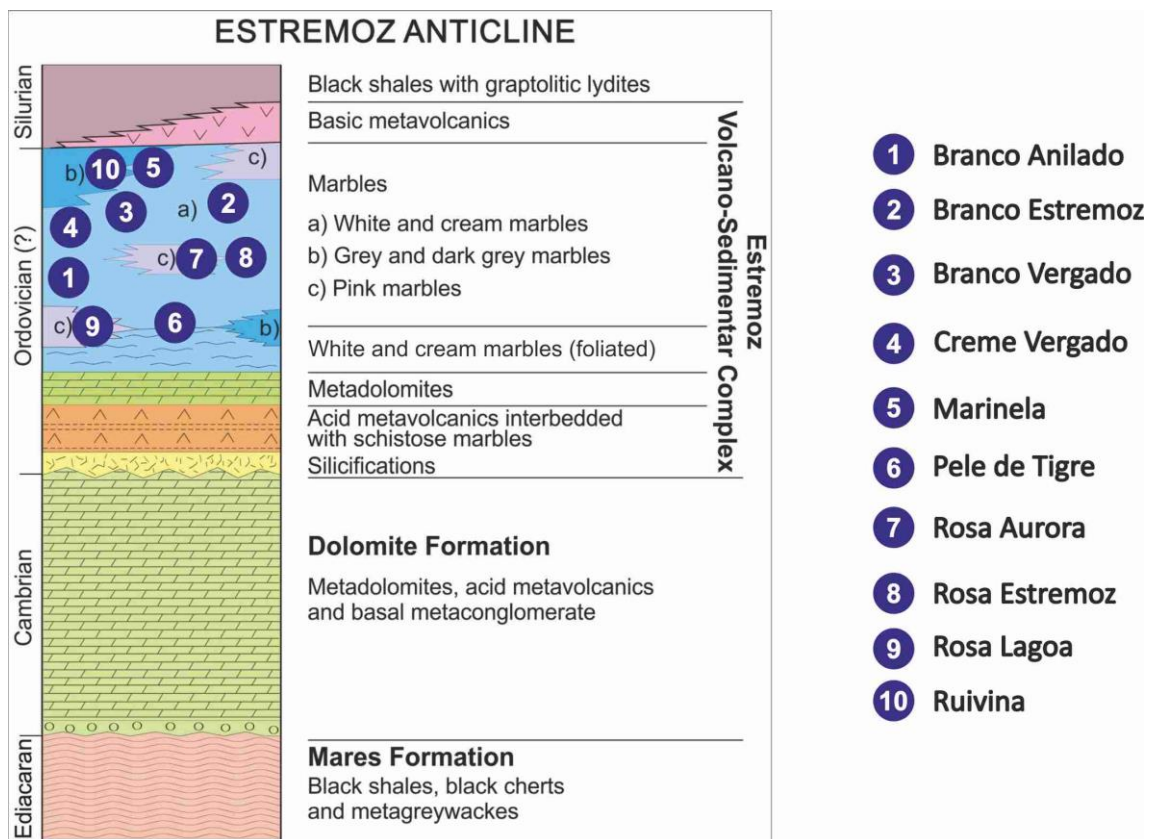 ESTREMOZ ANTICLINE
Silurian
Ordovician (?)
Cambrian
Ediacaran
b)
10
5
c)
4
3
a)
2
1
c)
7
8
c)
9
6
b)
Black shales with graptolitic lydites
Basic metavolcanics
Marbles
a) White and cream marbles
b) Grey and dark grey marbles
c) Pink marbles
White and cream marbles (foliated)
Metadolomites
Acid metavolcanics interbedded
with schistose marbles
Silicifications
Dolomite Formation
Metadolomites, acid metavolcanics
and basal metaconglomerate
Mares Formation
Black shales, black cherts
and metagreywackes
Estremoz
Volcano-Sedimentar Complex
1 Branco Anilado
2 Branco Estremoz
3 Branco Vergado
4 Creme Vergado
5 Marinela
6 Pele de Tigre
7 Rosa Aurora
8 Rosa Estremoz
9 Rosa Lagoa
10 Ruivina